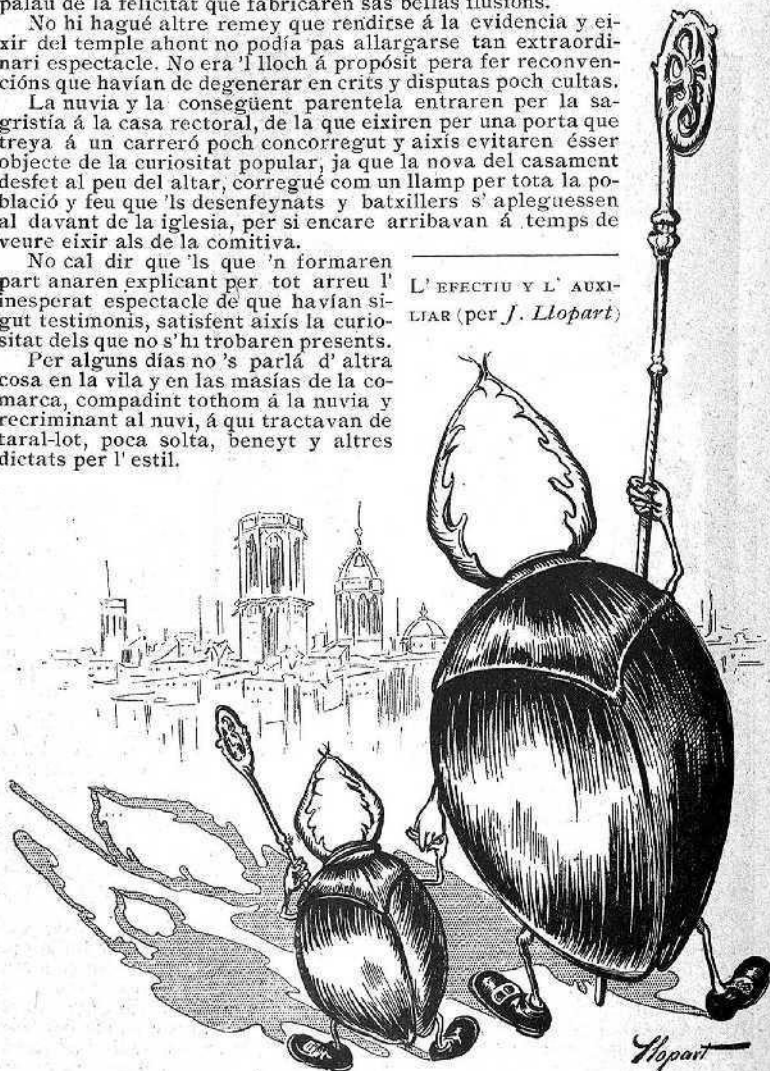 palau de la felicitat que fabricaren sas bellas ilusions.
No hi hagué altre remey que rendirse á la evidencia y ei-
xir del temple ahont no podía pas allargarse tan extraordi-
nari espectacle. No era 'l lloch á propósit pera fer reconven-
cións que havían de degenerar en crits y disputas poch cultas.
La nuvia y la consegüent parentela entraren per la sa-
gristía á la casa rectoral, de la que eixiren per una porta que
treya á un carreró poch concorregut y aixís evitaren ésser
objecte de la curiositat popular, ja que la nova del casament
desfet al peu del altar, corregué com un llamp per tota la po-
blació y feu que 'ls desenfeynats y batxillers s' apleguessen
al davant de la iglesia, per si encare arribavan á temps de
veure eixir als de la comitiva.
No cal dir que 'ls que 'n formaren
part anaren explicant per tot arreu l'
inesperat espectacle de que havían si-
gut testimonis, satisfent aixís la curio-
sitat dels que no s'hi trobaren presents.
Per alguns días no 's parlá d' altra
cosa en la vila y en las masías de la co-
marca, compadint tothom á la nuvia y
recriminant al nuvi, á qui tractavan de
taral-lot, poca solta, beneyt y altres
dictats per l' estil.
L' EFECTIU Y L' AUXI-
LIAR (per J. Llopart)
Llopart